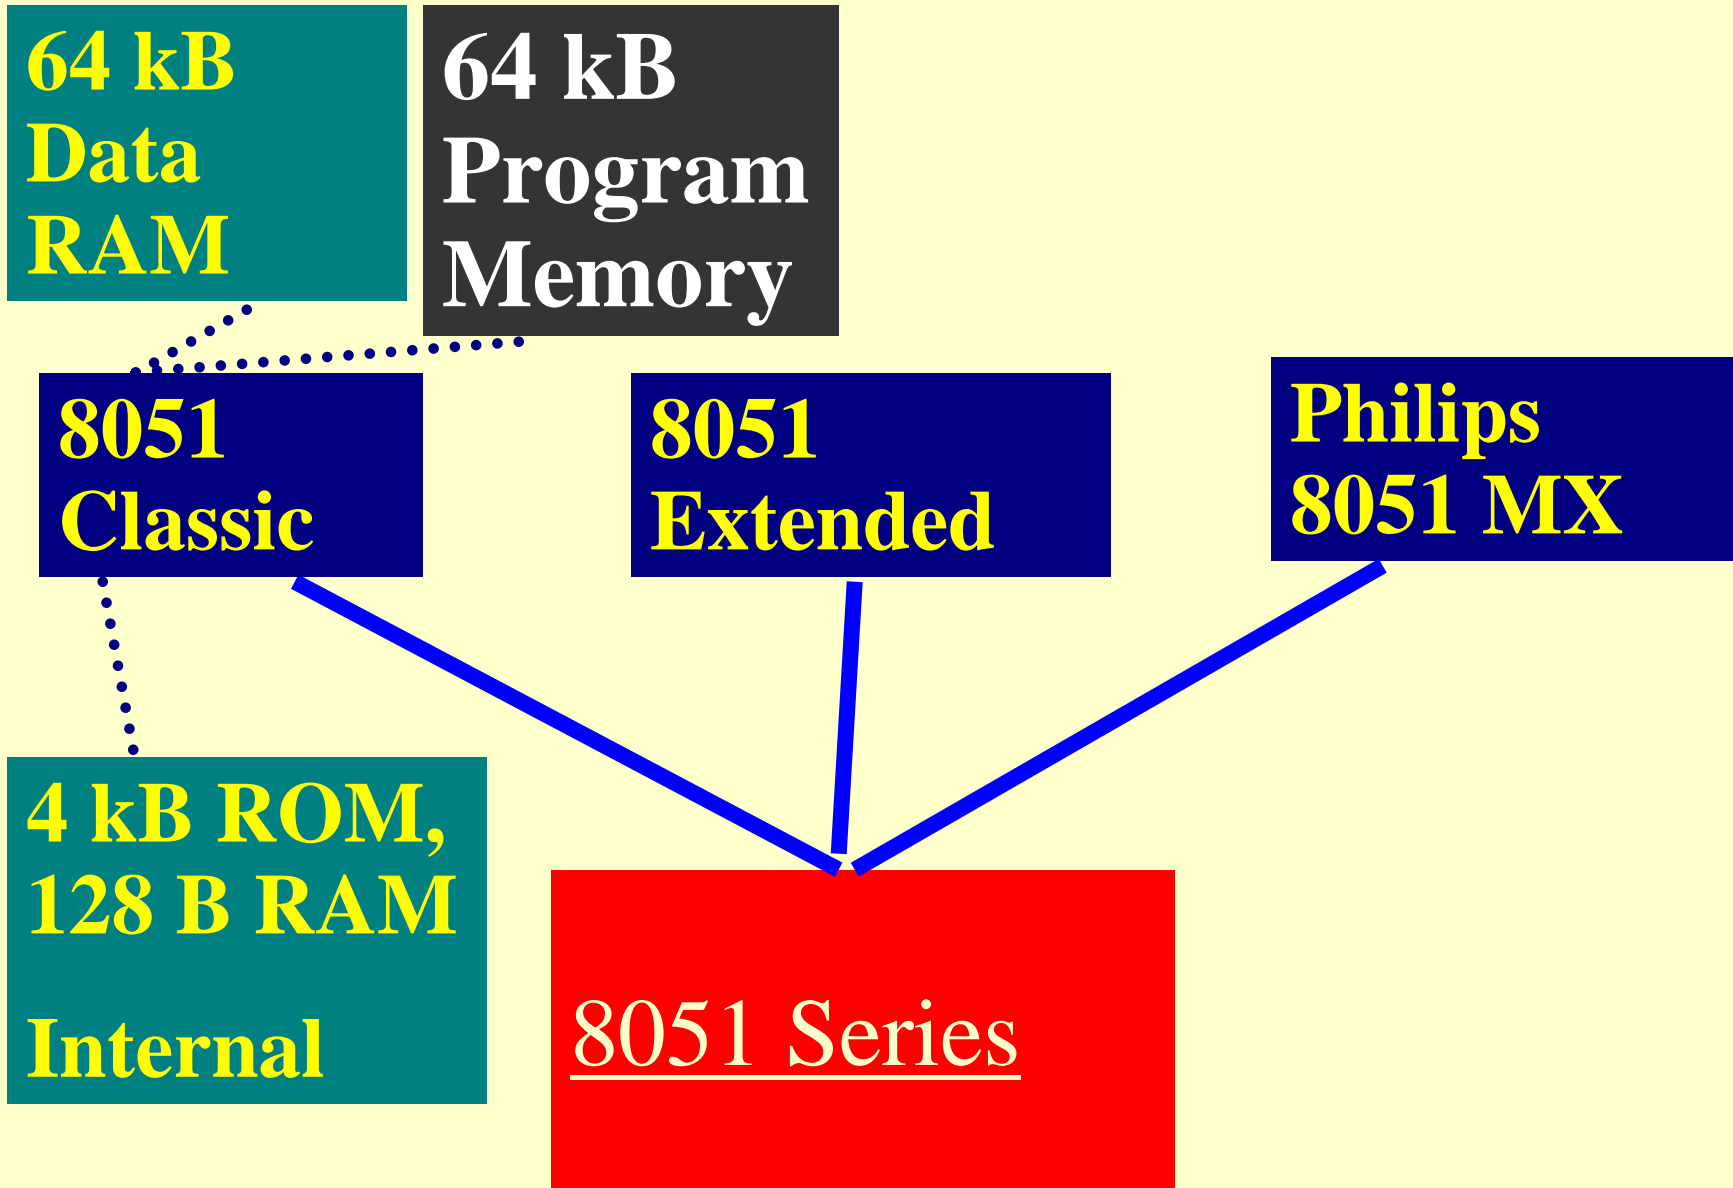 64 kB
Data
RAM
64 kB
Program
Memory
8051
Classic
8051
Extended
Philips
8051 MX
4 kB ROM,
128 B RAM
Internal
8051 Series